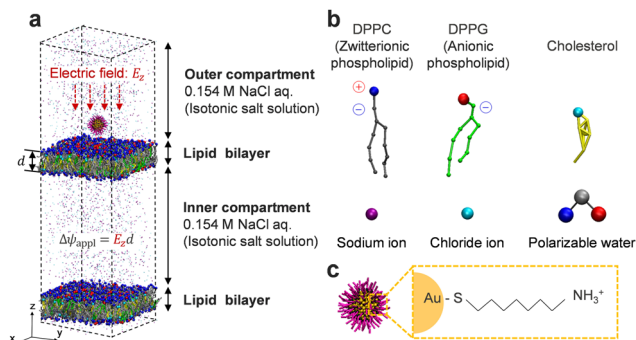 a
Electric field: E_z
d
Δψ_appl = E_z d
z
x
y
Outer compartment
0.154 M NaCl aq.
(Isotonic salt solution)
Lipid bilayer
Inner compartment
0.154 M NaCl aq.
(Isotonic salt solution)
Lipid bilayer
b
DPPC
(Zwitterionic
phospholipid)
DPPG
(Anionic
phospholipid)
Cholesterol
+
−
−
Sodium ion
Chloride ion
Polarizable water
c
Au - S
NH₃⁺